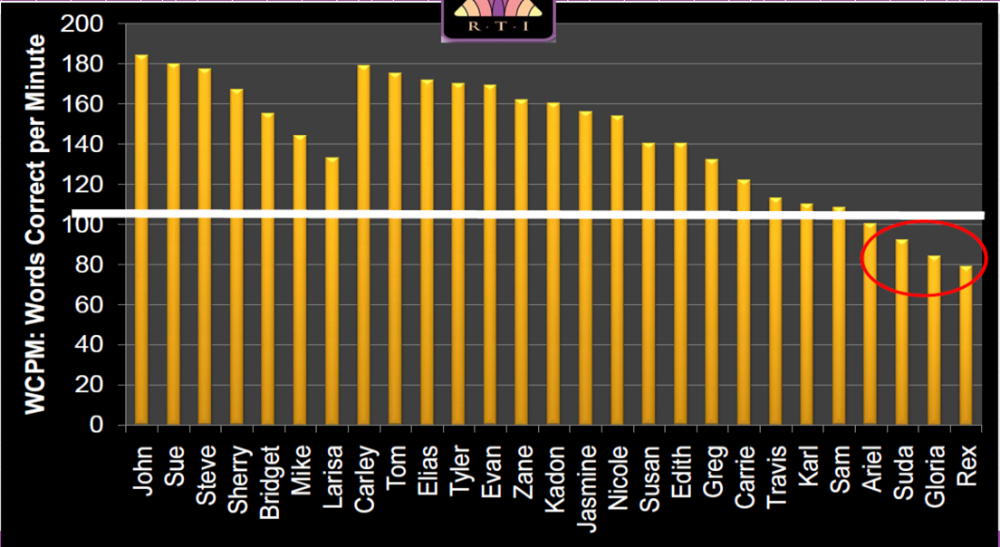 R · T · I
WCPM: Words Correct per Minute
200
180
160
140
120
100
80
60
40
20
0
John
Sue
Steve
Sherry
Bridget
Mike
Larisa
Carley
Tom
Elias
Tyler
Evan
Zane
Kadon
Jasmine
Nicole
Susan
Edith
Greg
Carrie
Travis
Karl
Sam
Ariel
Suda
Gloria
Rex